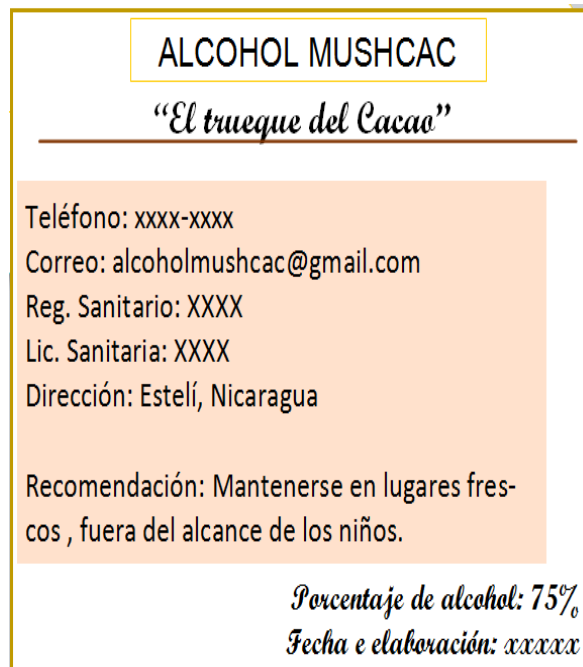 ALCOHOL MUSHCAC
“El trueque del Cacao”
Teléfono: xxxx-xxxx
Correo: alcoholmushcac@gmail.com
Reg. Sanitario: XXXX
Lic. Sanitaria: XXXX
Dirección: Estelí, Nicaragua
Recomendación: Mantenerse en lugares fres-
cos , fuera del alcance de los niños.
Porcentaje de alcohol: 75%
Fecha e elaboración: xxxxx